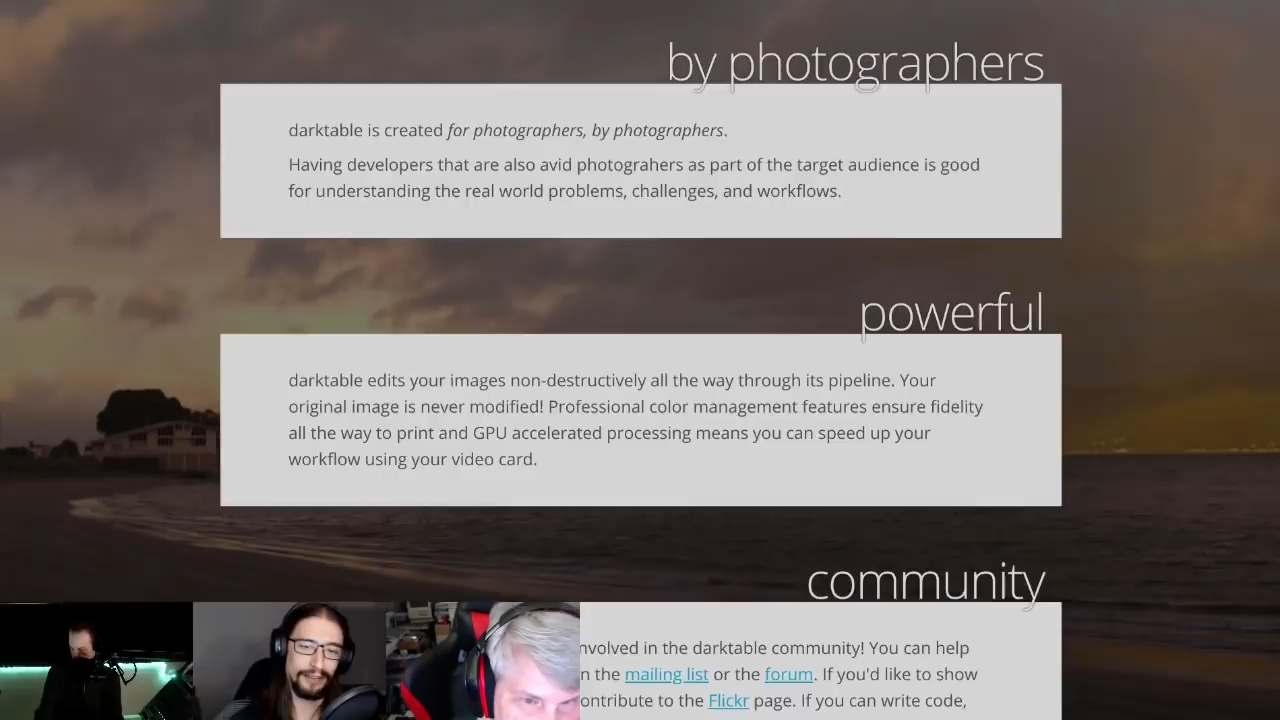 by photographers
darktable is created for photographers, by photographers.
Having developers that are also avid photograhers as part of the target audience is good
for understanding the real world problems, challenges, and workflows.
powerful
darktable edits your images non-destructively all the way through its pipeline. Your
original image is never modified! Professional color management features ensure fidelity
all the way to print and GPU accelerated processing means you can speed up your
workflow using your video card.
community
in the darktable community! You can help
the mailing list or the forum. If you'd like to show
to the Flickr page. If you can write code,